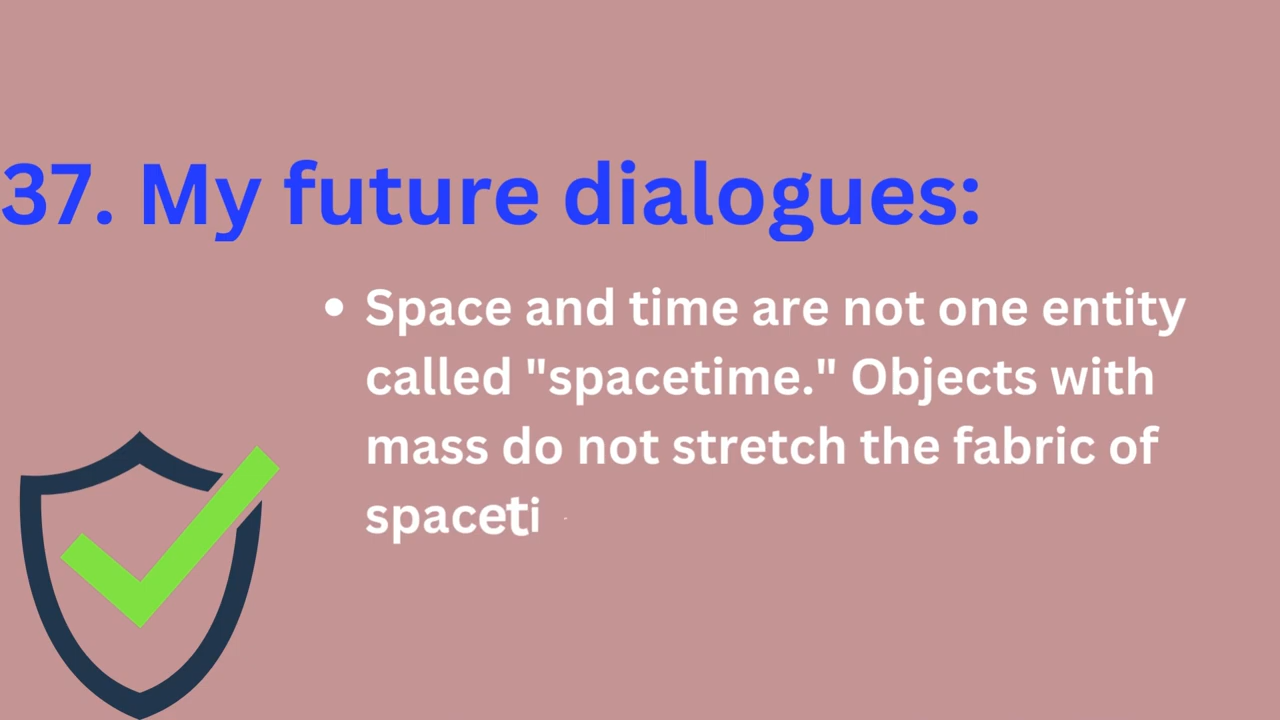 37. My future dialogues:
• Space and time are not one entity
called "spacetime." Objects with
mass do not stretch the fabric of
spaceti